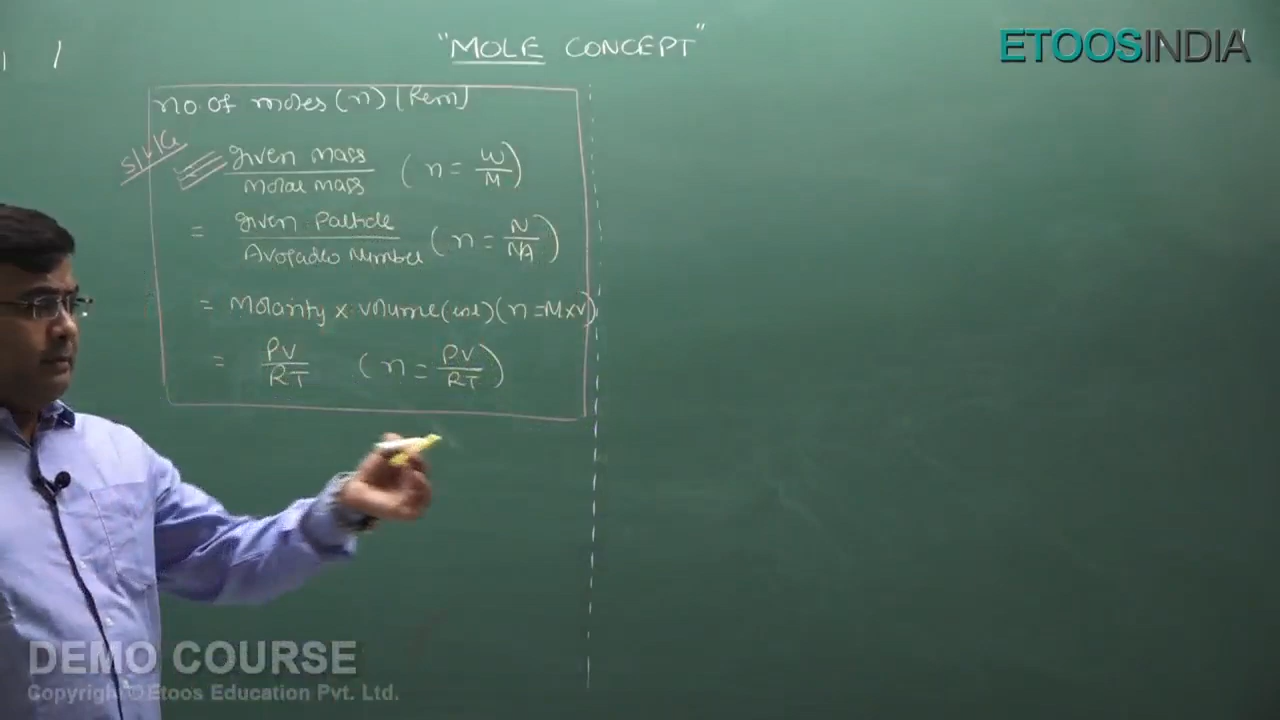 "MOLE CONCEPT"
ETOOSINDIA
no. of moles (n) (Rem)
S/L/G
given mass / molar mass (n = W/M)
= given Particle / Avogadro Number (n = N/NA)
= Molarity × volume (lit) (n = M×V)
= PV/RT (n = PV/RT)
DEMO COURSE
Copyright © Etoos Education Pvt. Ltd.